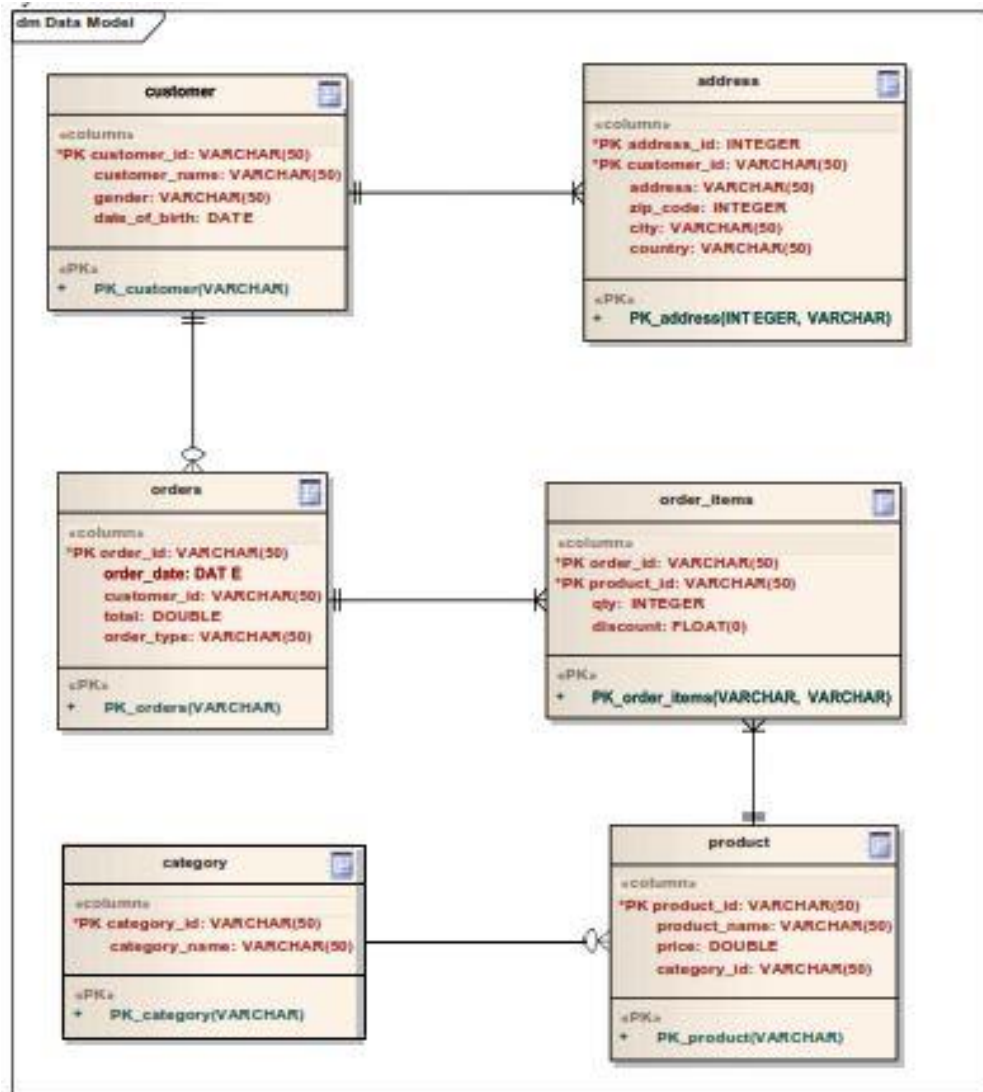 dm Data Model
customer
«column»
*PK customer_id: VARCHAR(50)
customer_name: VARCHAR(50)
gender: VARCHAR(50)
date_of_birth: DATE
«PK»
+ PK_customer(VARCHAR)
address
«column»
*PK address_id: INTEGER
*PK customer_id: VARCHAR(50)
address: VARCHAR(50)
zip_code: INTEGER
city: VARCHAR(50)
country: VARCHAR(50)
«PK»
+ PK_address(INTEGER, VARCHAR)
orders
«column»
*PK order_id: VARCHAR(50)
order_date: DATE
customer_id: VARCHAR(50)
total: DOUBLE
order_type: VARCHAR(50)
«PK»
+ PK_orders(VARCHAR)
order_items
«column»
*PK order_id: VARCHAR(50)
*PK product_id: VARCHAR(50)
qty: INTEGER
discount: FLOAT(0)
«PK»
+ PK_order_items(VARCHAR, VARCHAR)
category
«column»
*PK category_id: VARCHAR(50)
category_name: VARCHAR(50)
«PK»
+ PK_category(VARCHAR)
product
«column»
*PK product_id: VARCHAR(50)
product_name: VARCHAR(50)
price: DOUBLE
category_id: VARCHAR(50)
«PK»
+ PK_product(VARCHAR)